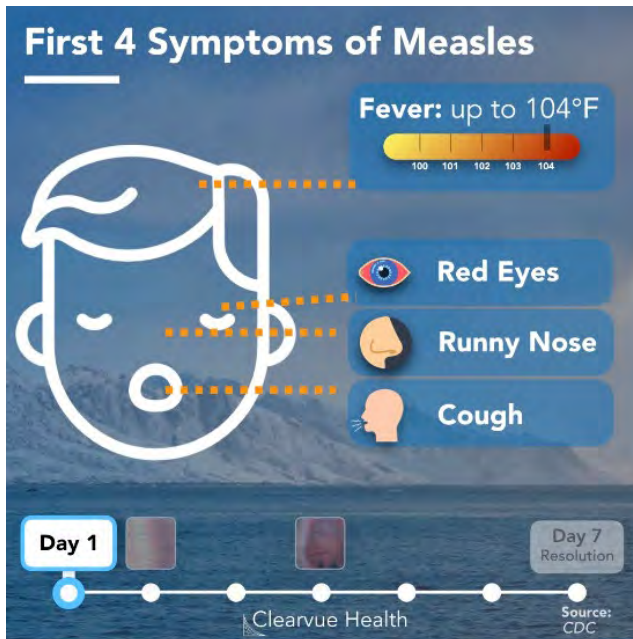 First 4 Symptoms of Measles
Fever: up to 104°F
100 101 102 103 104
Red Eyes
Runny Nose
Cough
Day 1
Day 7
Resolution
Clearvue Health
Source:
CDC